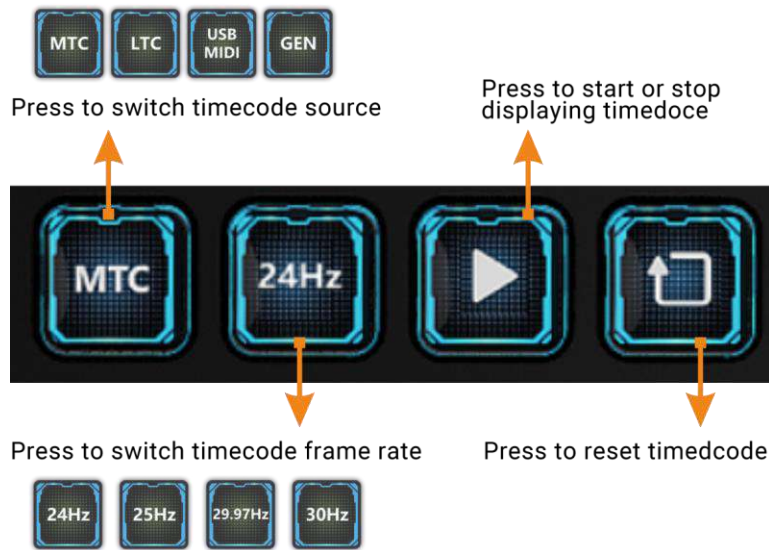 MTC
LTC
USB
MIDI
GEN
Press to switch timecode source
Press to start or stop
displaying timedoce
MTC
24Hz
Press to switch timecode frame rate
Press to reset timedcode
24Hz
25Hz
29.97Hz
30Hz